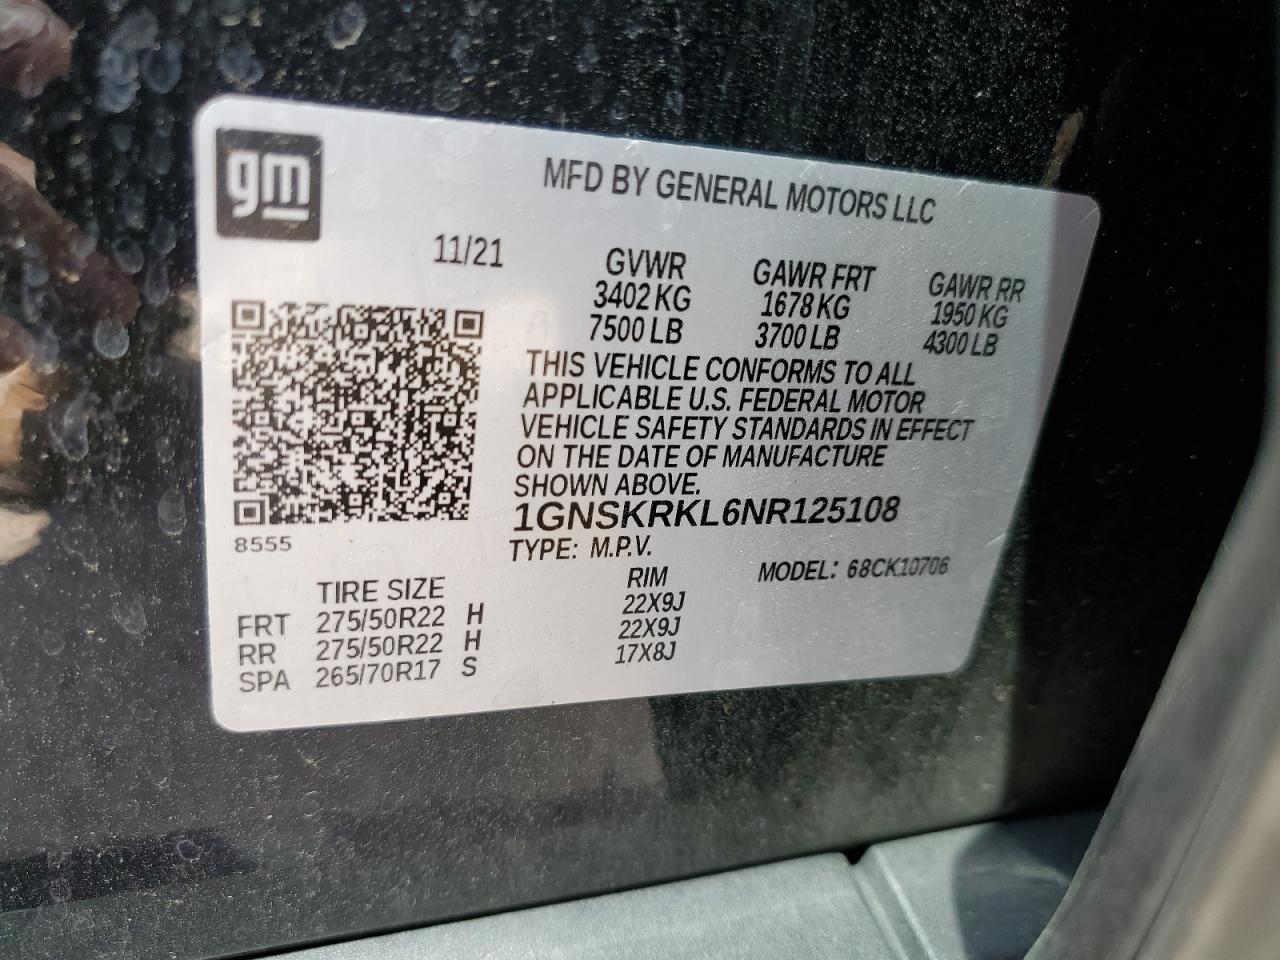 gm
MFD BY GENERAL MOTORS LLC
11/21
GVWR GAWR FRT GAWR RR
3402 KG 1678 KG 1950 KG
7500 LB 3700 LB 4300 LB
THIS VEHICLE CONFORMS TO ALL
APPLICABLE U.S. FEDERAL MOTOR
VEHICLE SAFETY STANDARDS IN EFFECT
ON THE DATE OF MANUFACTURE
SHOWN ABOVE.
1GNSKRKL6NR125108
8555
TYPE: M.P.V. MODEL: 68CK10706
TIRE SIZE RIM
FRT 275/50R22 H 22X9J
RR 275/50R22 H 22X9J
SPA 265/70R17 S 17X8J